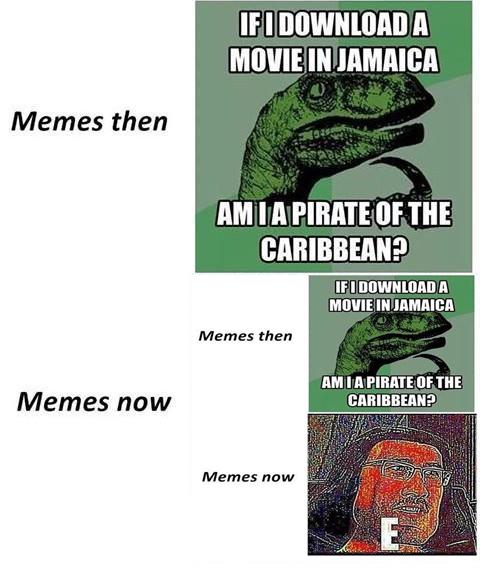 IF I DOWNLOAD A
MOVIE IN JAMAICA
Memes then
AM I A PIRATE OF THE
CARIBBEAN?
IF I DOWNLOAD A
MOVIE IN JAMAICA
Memes then
AM I A PIRATE OF THE
CARIBBEAN?
Memes now
Memes now
E